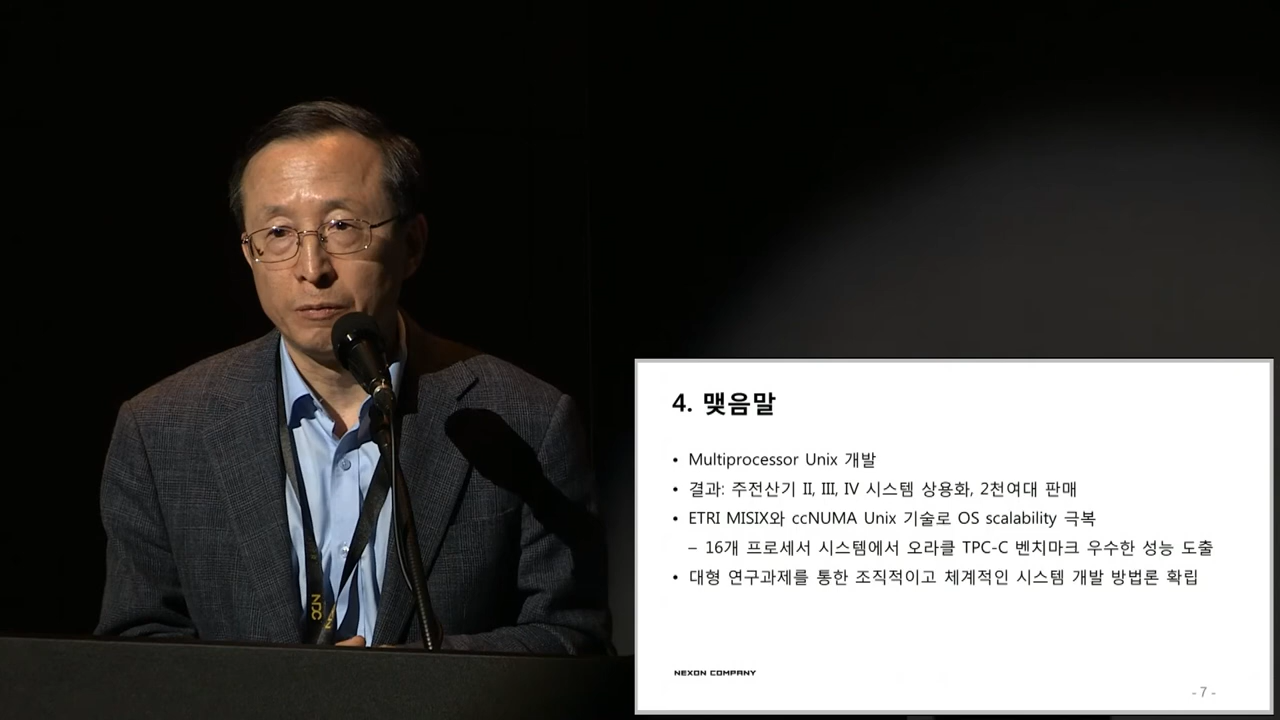 4. 맺음말
• Multiprocessor Unix 개발
• 결과: 주전산기 II, III, IV 시스템 상용화, 2천여대 판매
• ETRI MISIX와 ccNUMA Unix 기술로 OS scalability 극복
– 16개 프로세서 시스템에서 오라클 TPC-C 벤치마크 우수한 성능 도출
• 대형 연구과제를 통한 조직적이고 체계적인 시스템 개발 방법론 확립
NEXON COMPANY
- 7 -
NDC